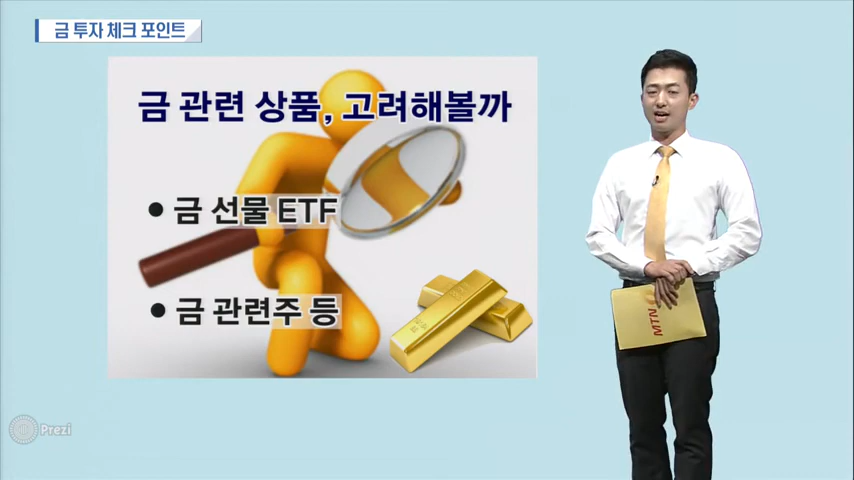 금 투자 체크 포인트
금 관련 상품, 고려해볼까
● 금 선물 ETF
● 금 관련주 등
MTN
Prezi